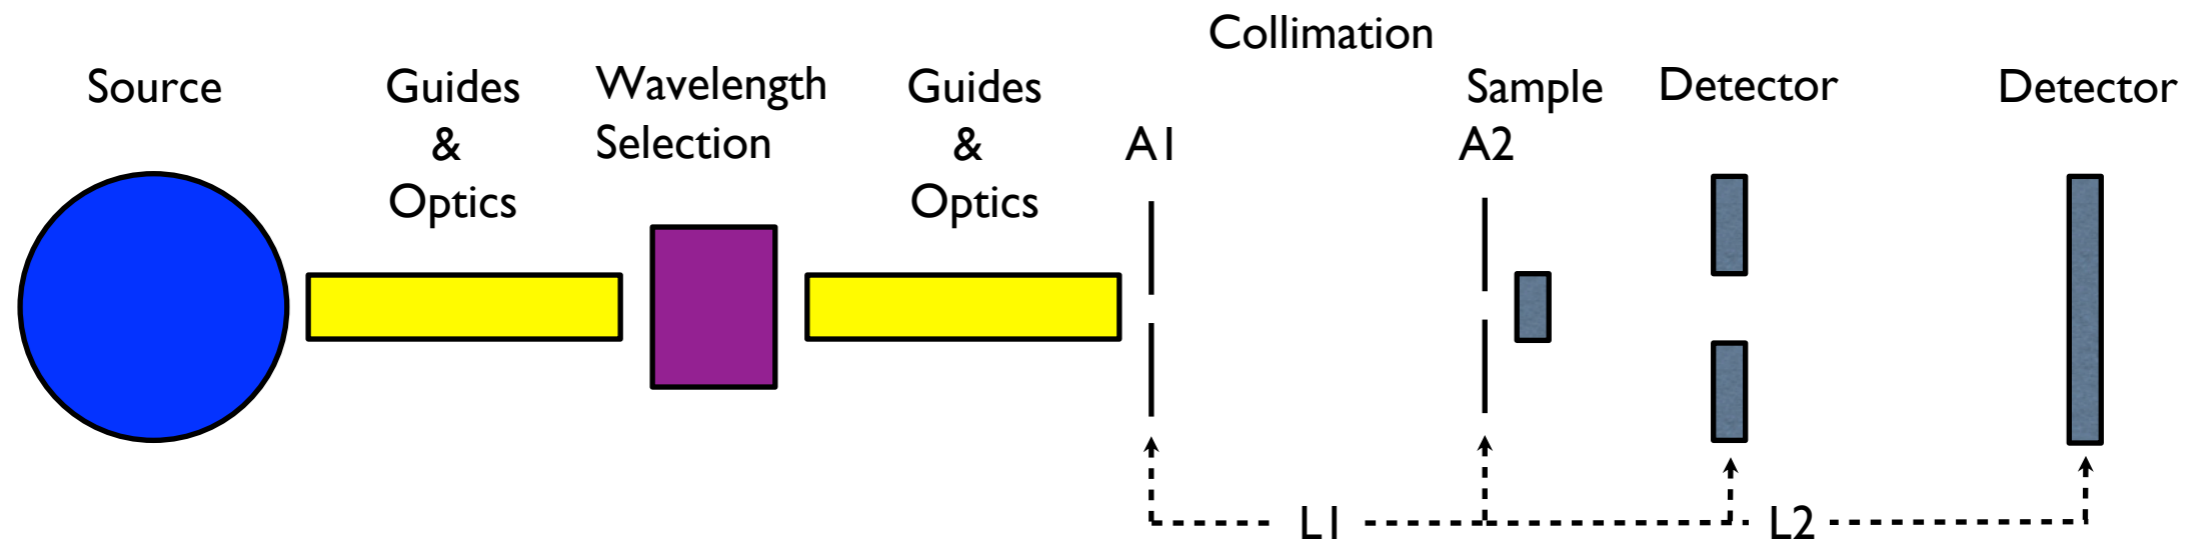 Collimation
Source
Guides
&
Optics
Wavelength
Selection
Guides
&
Optics
A1
Sample
A2
Detector
Detector
L1
L2